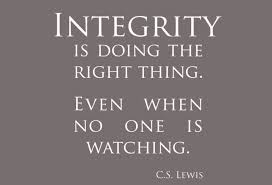 INTEGRITY
IS DOING THE
RIGHT THING.
EVEN WHEN
NO ONE IS
WATCHING.
C.S. LEWIS